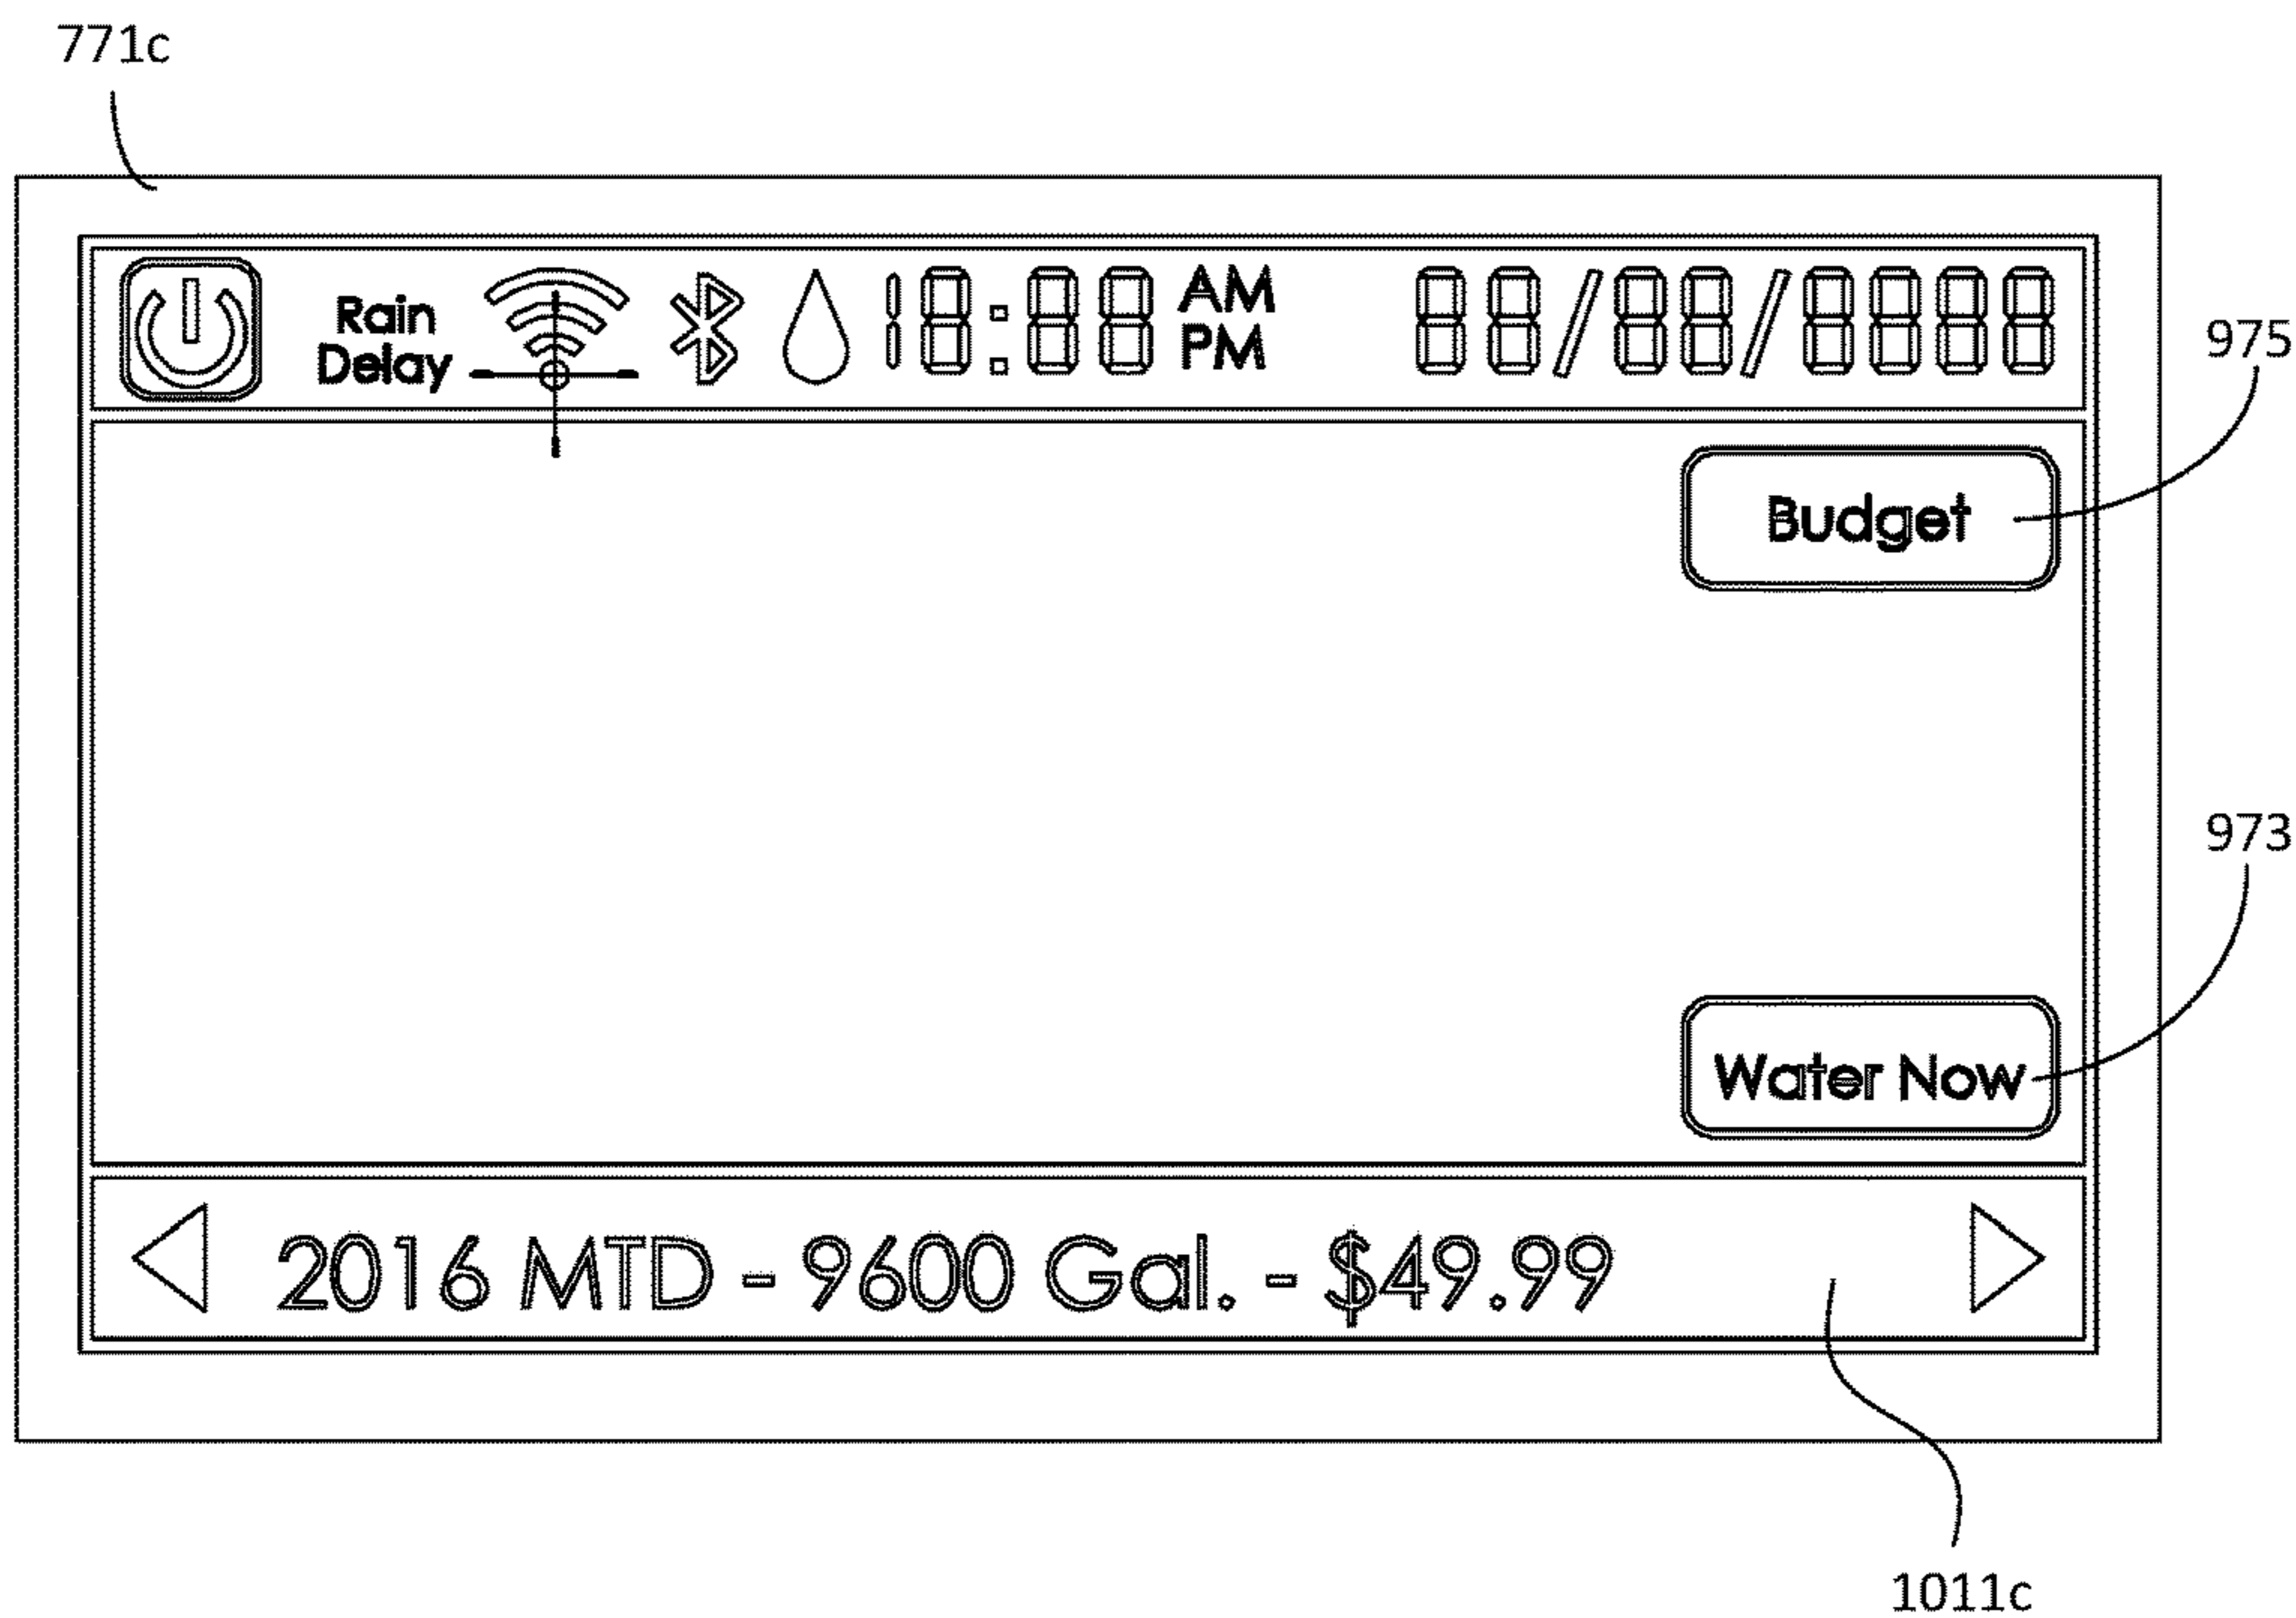 771c
Rain
Delay
18:88
AM
PM
88/88/8888
975
Budget
973
Water Now
2016 MTD - 9600 Gal. - $49.99
1011c